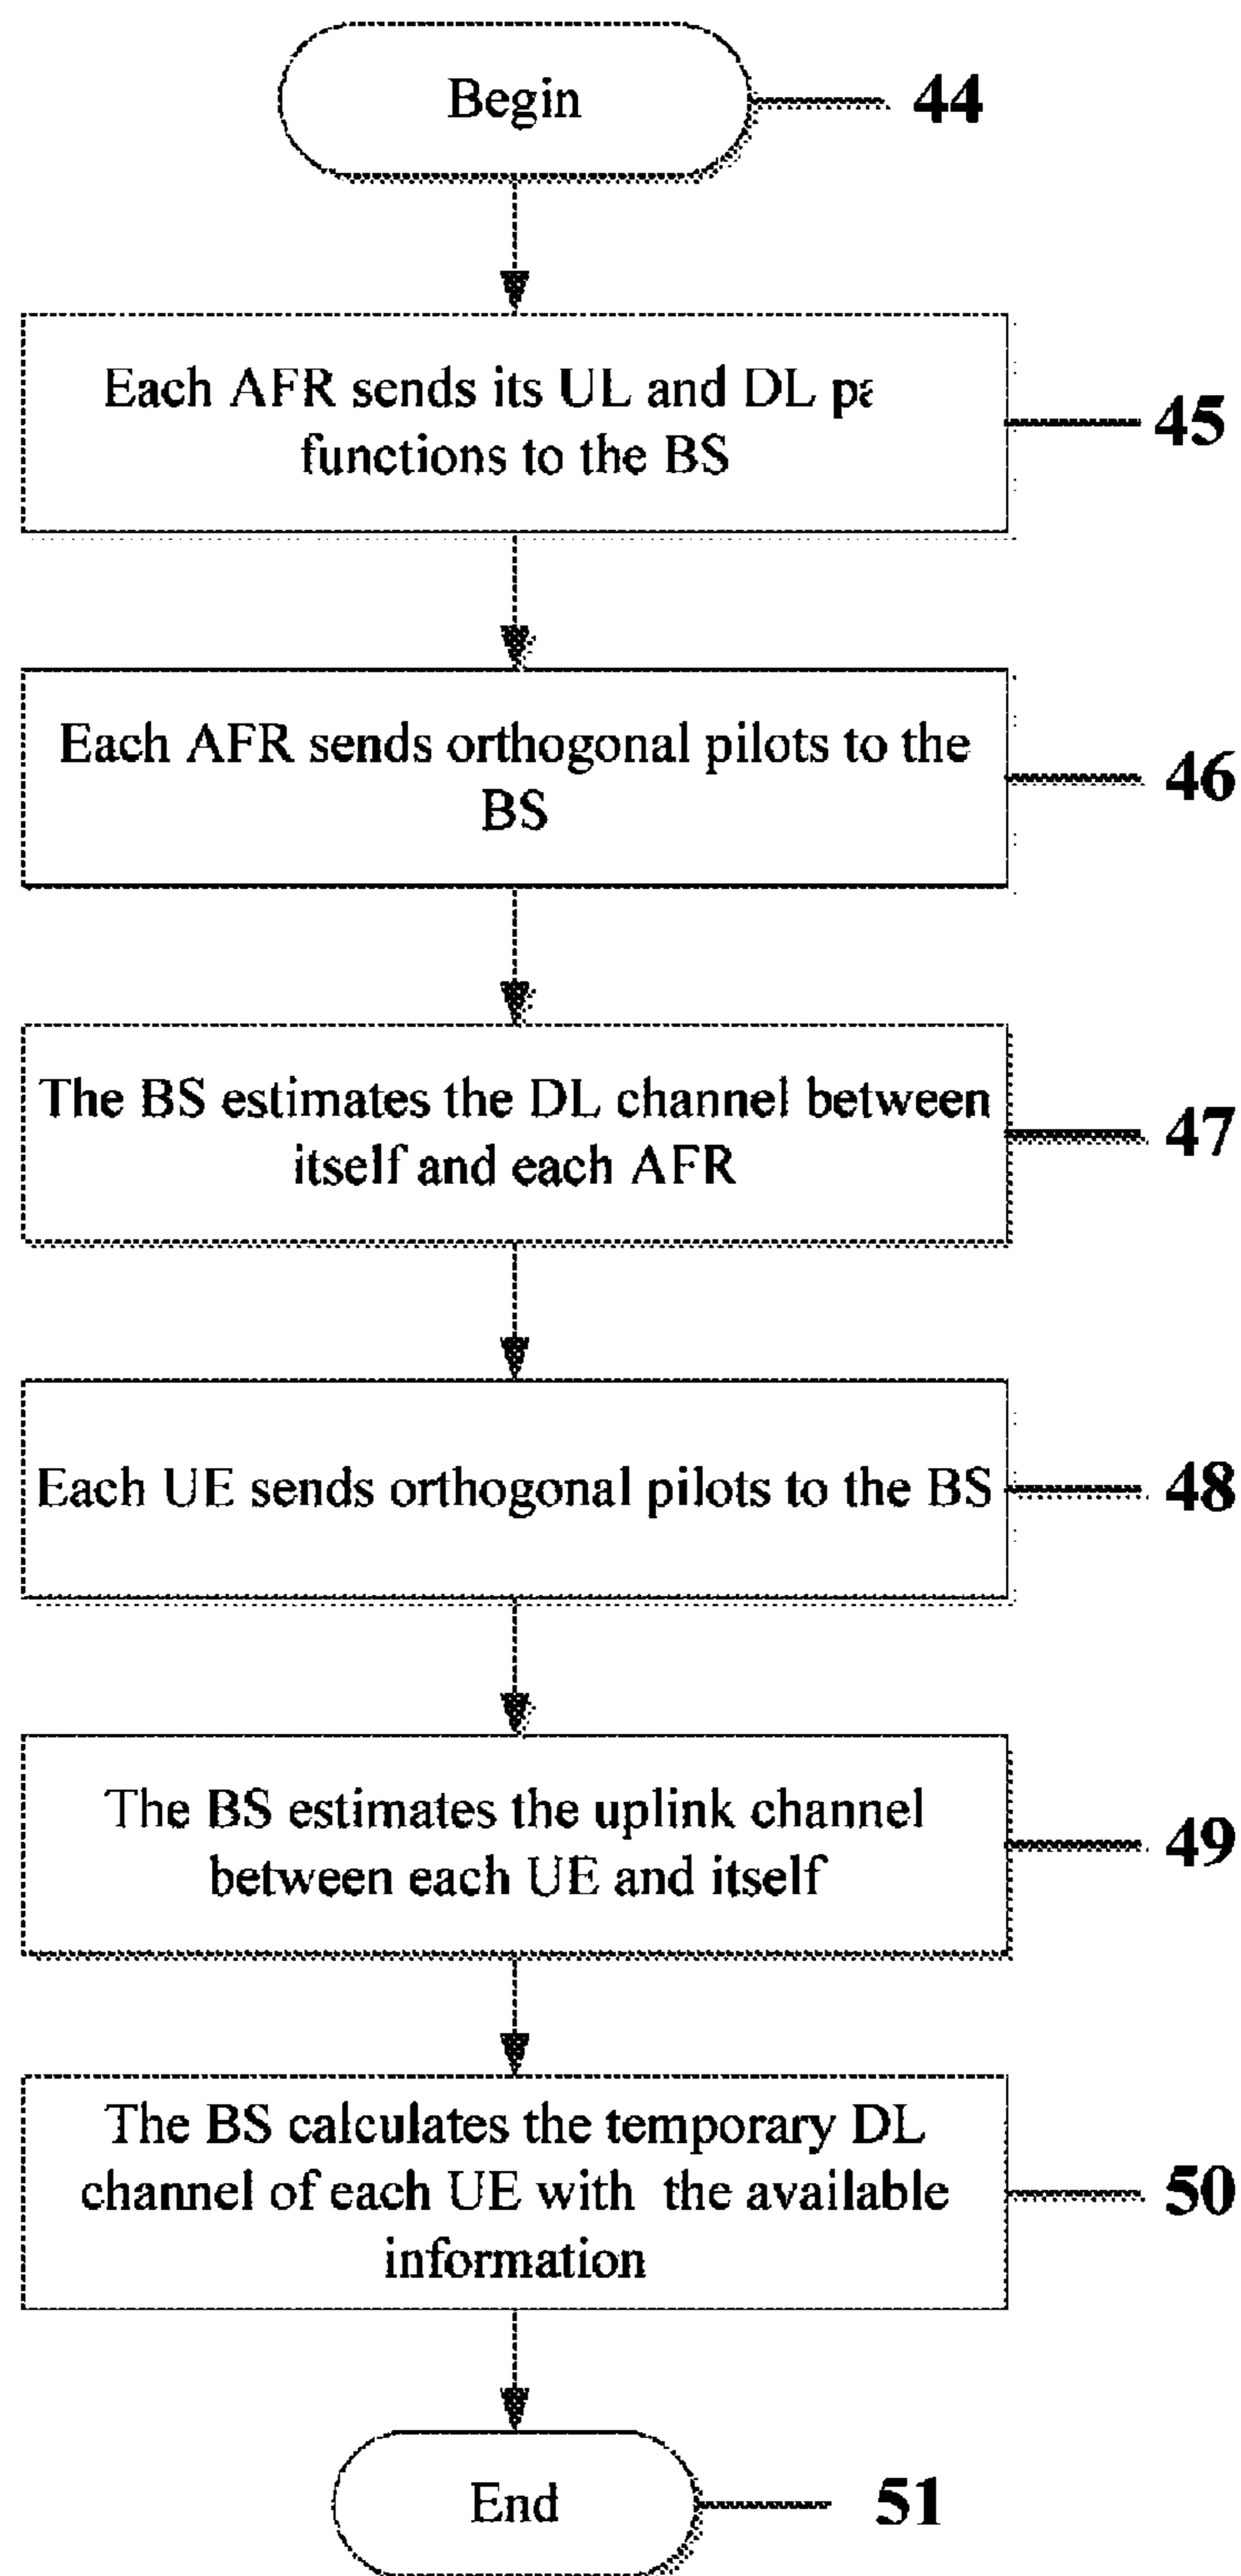 Begin
44
Each AFR sends its UL and DL
functions to the BS
45
Each AFR sends orthogonal pilots to the
BS
46
The BS estimates the DL channel between
itself and each AFR
47
Each UE sends orthogonal pilots to the BS
48
The BS estimates the uplink channel
between each UE and itself
49
The BS calculates the temporary DL
channel of each UE with the available
information
50
End
51